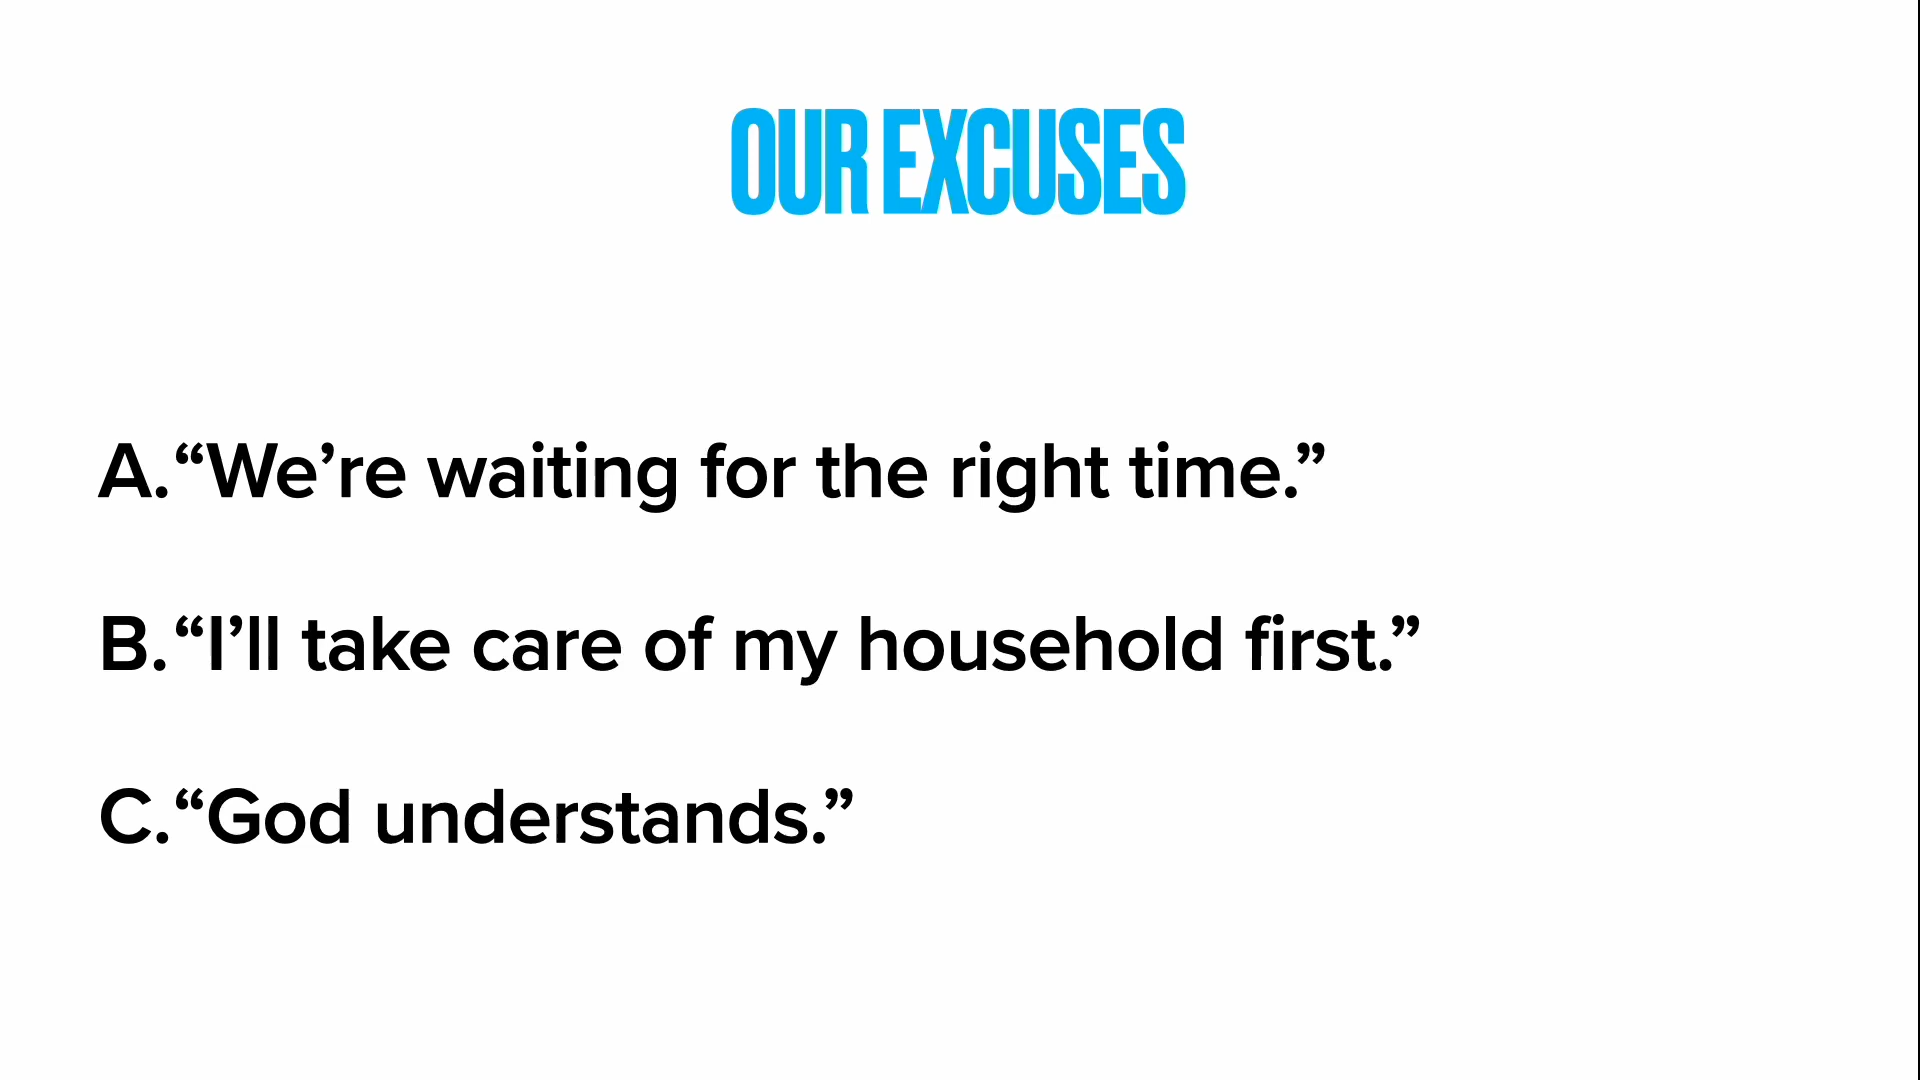 OUR EXCUSES
A. “We’re waiting for the right time.”
B. “I’ll take care of my household first.”
C. “God understands.”